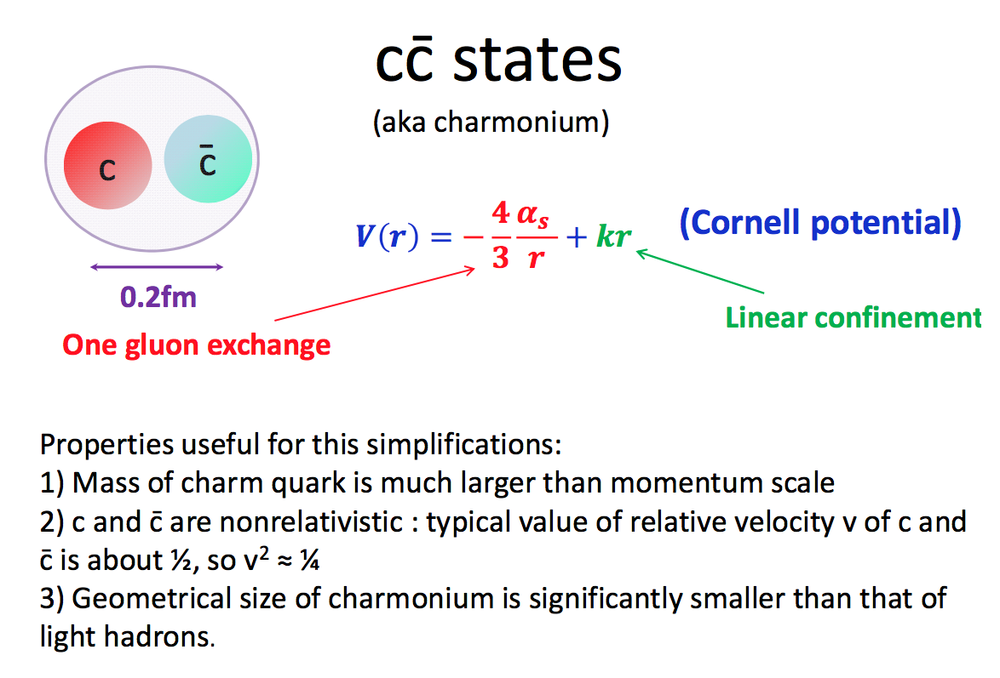 cc̄ states
(aka charmonium)
c
c̄
V(r) = − 4/3 αs/r + kr
(Cornell potential)
0.2fm
One gluon exchange
Linear confinement
Properties useful for this simplifications:
1) Mass of charm quark is much larger than momentum scale
2) c and c̄ are nonrelativistic : typical value of relative velocity v of c and
c̄ is about ½, so v² ≈ ¼
3) Geometrical size of charmonium is significantly smaller than that of
light hadrons.